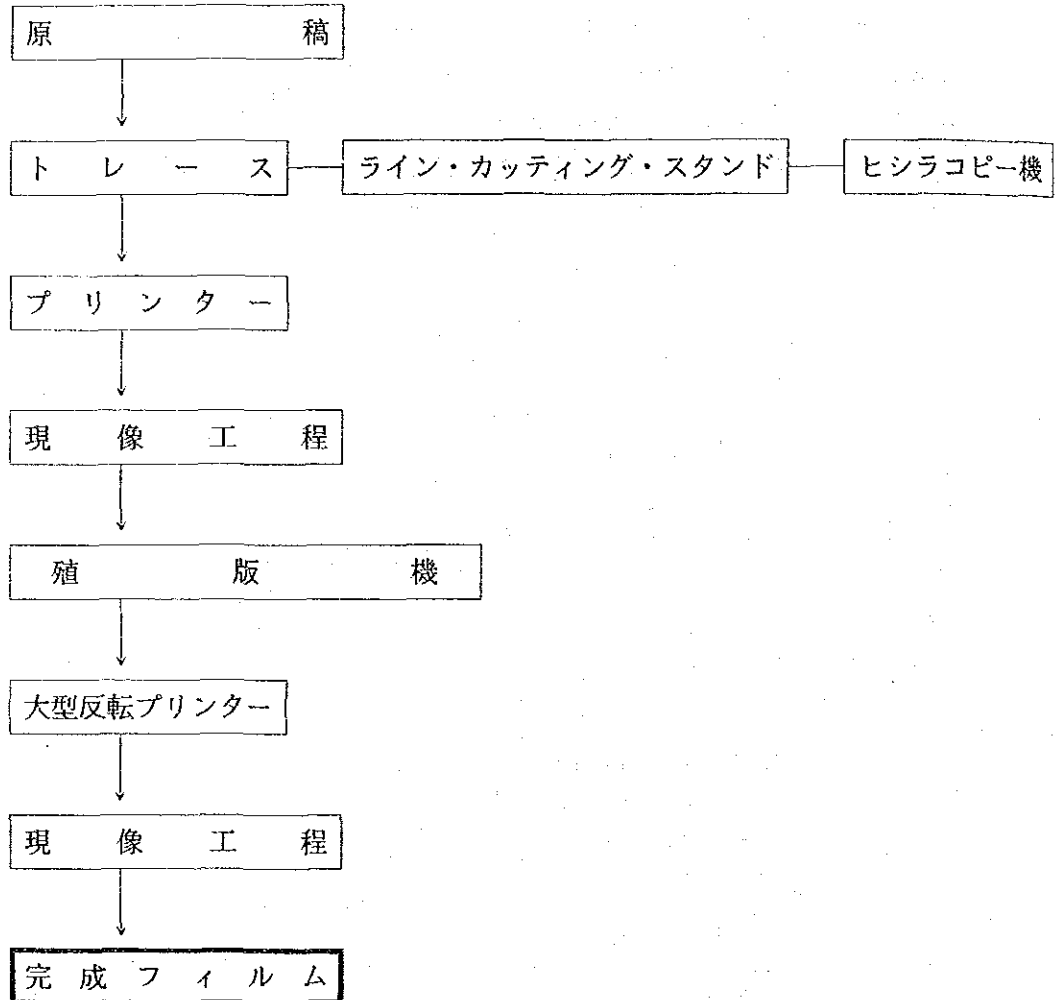 原稿
トレース ライン・カッティング・スタンド ヒシラコピー機
プリンター
現像工程
殖版機
大型反転プリンター
現像工程
完成フィルム